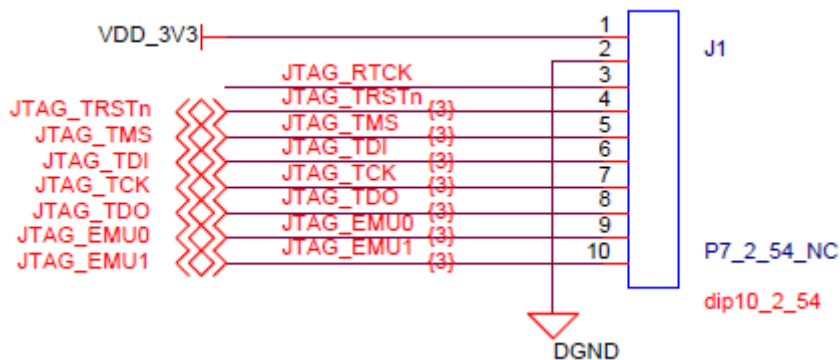 VDD_3V3 1
2 J1
JTAG_RTCK 3
JTAG_TRSTn JTAG_TRSTn {3} 4
JTAG_TMS JTAG_TMS {3} 5
JTAG_TDI JTAG_TDI {3} 6
JTAG_TCK JTAG_TCK {3} 7
JTAG_TDO JTAG_TDO {3} 8
JTAG_EMU0 JTAG_EMU0 {3} 9
JTAG_EMU1 JTAG_EMU1 {3} 10
P7_2_54_NC
dip10_2_54
DGND